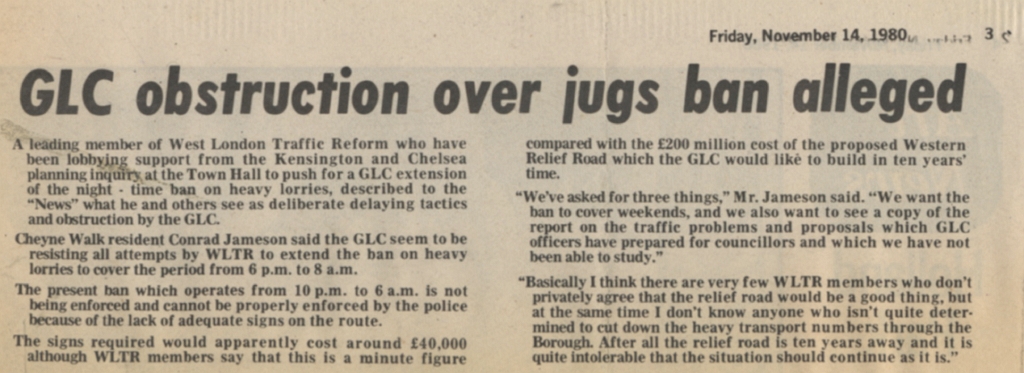 Friday, November 14, 1980 3
GLC obstruction over jugs ban alleged
A leading member of West London Traffic Reform who have
been lobbying support from the Kensington and Chelsea
planning inquiry at the Town Hall to push for a GLC extension
of the night - time ban on heavy lorries, described to the
"News" what he and others see as deliberate delaying tactics
and obstruction by the GLC.
Cheyne Walk resident Conrad Jameson said the GLC seem to be
resisting all attempts by WLTR to extend the ban on heavy
lorries to cover the period from 6 p.m. to 8 a.m.
The present ban which operates from 10 p.m. to 6 a.m. is not
being enforced and cannot be properly enforced by the police
because of the lack of adequate signs on the route.
The signs required would apparently cost around £40,000
although WLTR members say that this is a minute figure
compared with the £200 million cost of the proposed Western
Relief Road which the GLC would like to build in ten years'
time.
"We've asked for three things," Mr. Jameson said. "We want the
ban to cover weekends, and we also want to see a copy of the
report on the traffic problems and proposals which GLC
officers have prepared for councillors and which we have not
been able to study."
"Basically I think there are very few WLTR members who don't
privately agree that the relief road would be a good thing, but
at the same time I don't know anyone who isn't quite deter-
mined to cut down the heavy transport numbers through the
Borough. After all the relief road is ten years away and it is
quite intolerable that the situation should continue as it is."